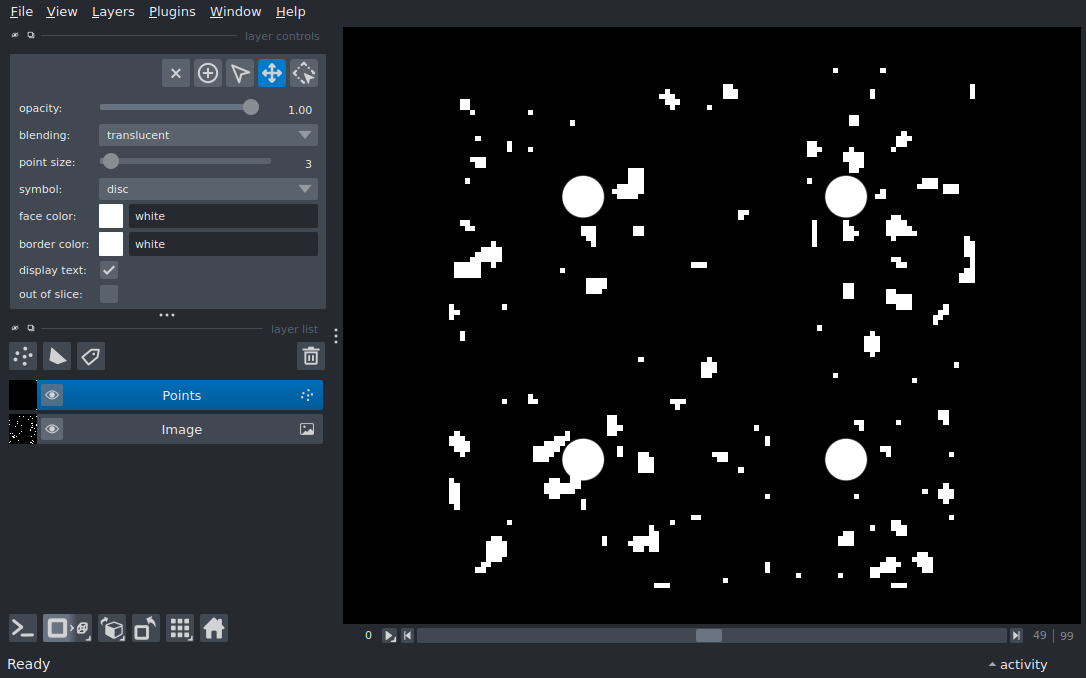 File View Layers Plugins Window Help
layer controls
opacity: 1.00
blending: translucent
point size: 3
symbol: disc
face color: white
border color: white
display text:
out of slice:
layer list
Points
Image
0 49 99
Ready activity